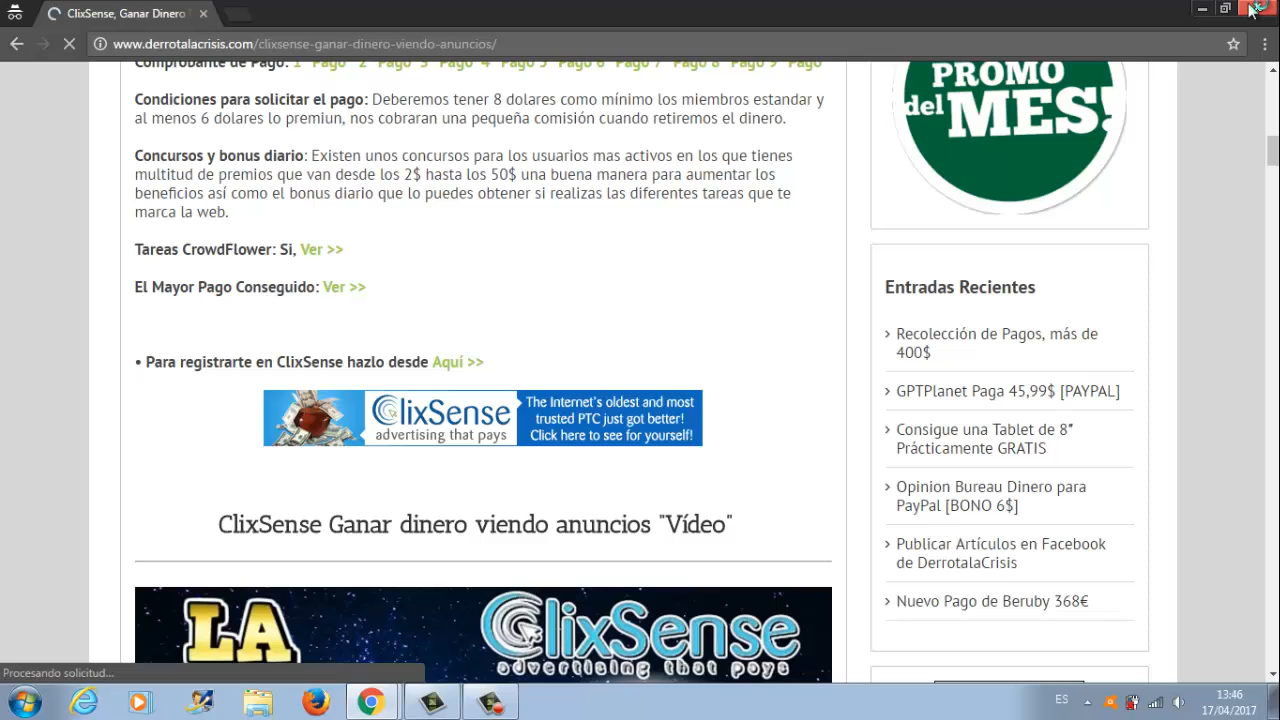 ClixSense, Ganar Dinero
www.derrotalacrisis.com/clixsense-ganar-dinero-viendo-anuncios/
Comprobante de Pago: 1º Pago 2º Pago 3º Pago 4º Pago 5º Pago 6º Pago 7º Pago 8º Pago 9º Pago
Condiciones para solicitar el pago: Deberemos tener 8 dolares como mínimo los miembros estandar y
al menos 6 dolares lo premiun, nos cobraran una pequeña comisión cuando retiremos el dinero.
Concursos y bonus diario: Existen unos concursos para los usuarios mas activos en los que tienes
multitud de premios que van desde los 2$ hasta los 50$ una buena manera para aumentar los
beneficios así como el bonus diario que lo puedes obtener si realizas las diferentes tareas que te
marca la web.
Tareas CrowdFlower: Si, Ver >>
El Mayor Pago Conseguido: Ver >>
• Para registrarte en ClixSense hazlo desde Aquí >>
ClixSense
advertising that pays
The Internet's oldest and most
trusted PTC just got better!
Click here to see for yourself!
ClixSense Ganar dinero viendo anuncios "Vídeo"
LA
ClixSense
advertising that pays
PROMO
del MES!
Entradas Recientes
Recolección de Pagos, más de
400$
GPTPlanet Paga 45,99$ [PAYPAL]
Consigue una Tablet de 8″
Prácticamente GRATIS
Opinion Bureau Dinero para
PayPal [BONO 6$]
Publicar Artículos en Facebook
de DerrotalaCrisis
Nuevo Pago de Beruby 368€
Procesando solicitud...
ES
13:46
17/04/2017